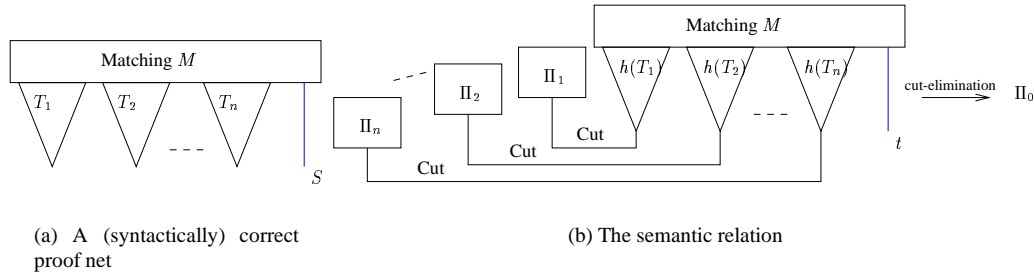 Matching M
T₁ T₂ Tₙ
S
Matching M
h(T₁) h(T₂) h(Tₙ)
Π₁
Π₂
Πₙ
Cut
Cut
Cut
t
cut-elimination
Π₀
(a) A (syntactically) correct
proof net
(b) The semantic relation